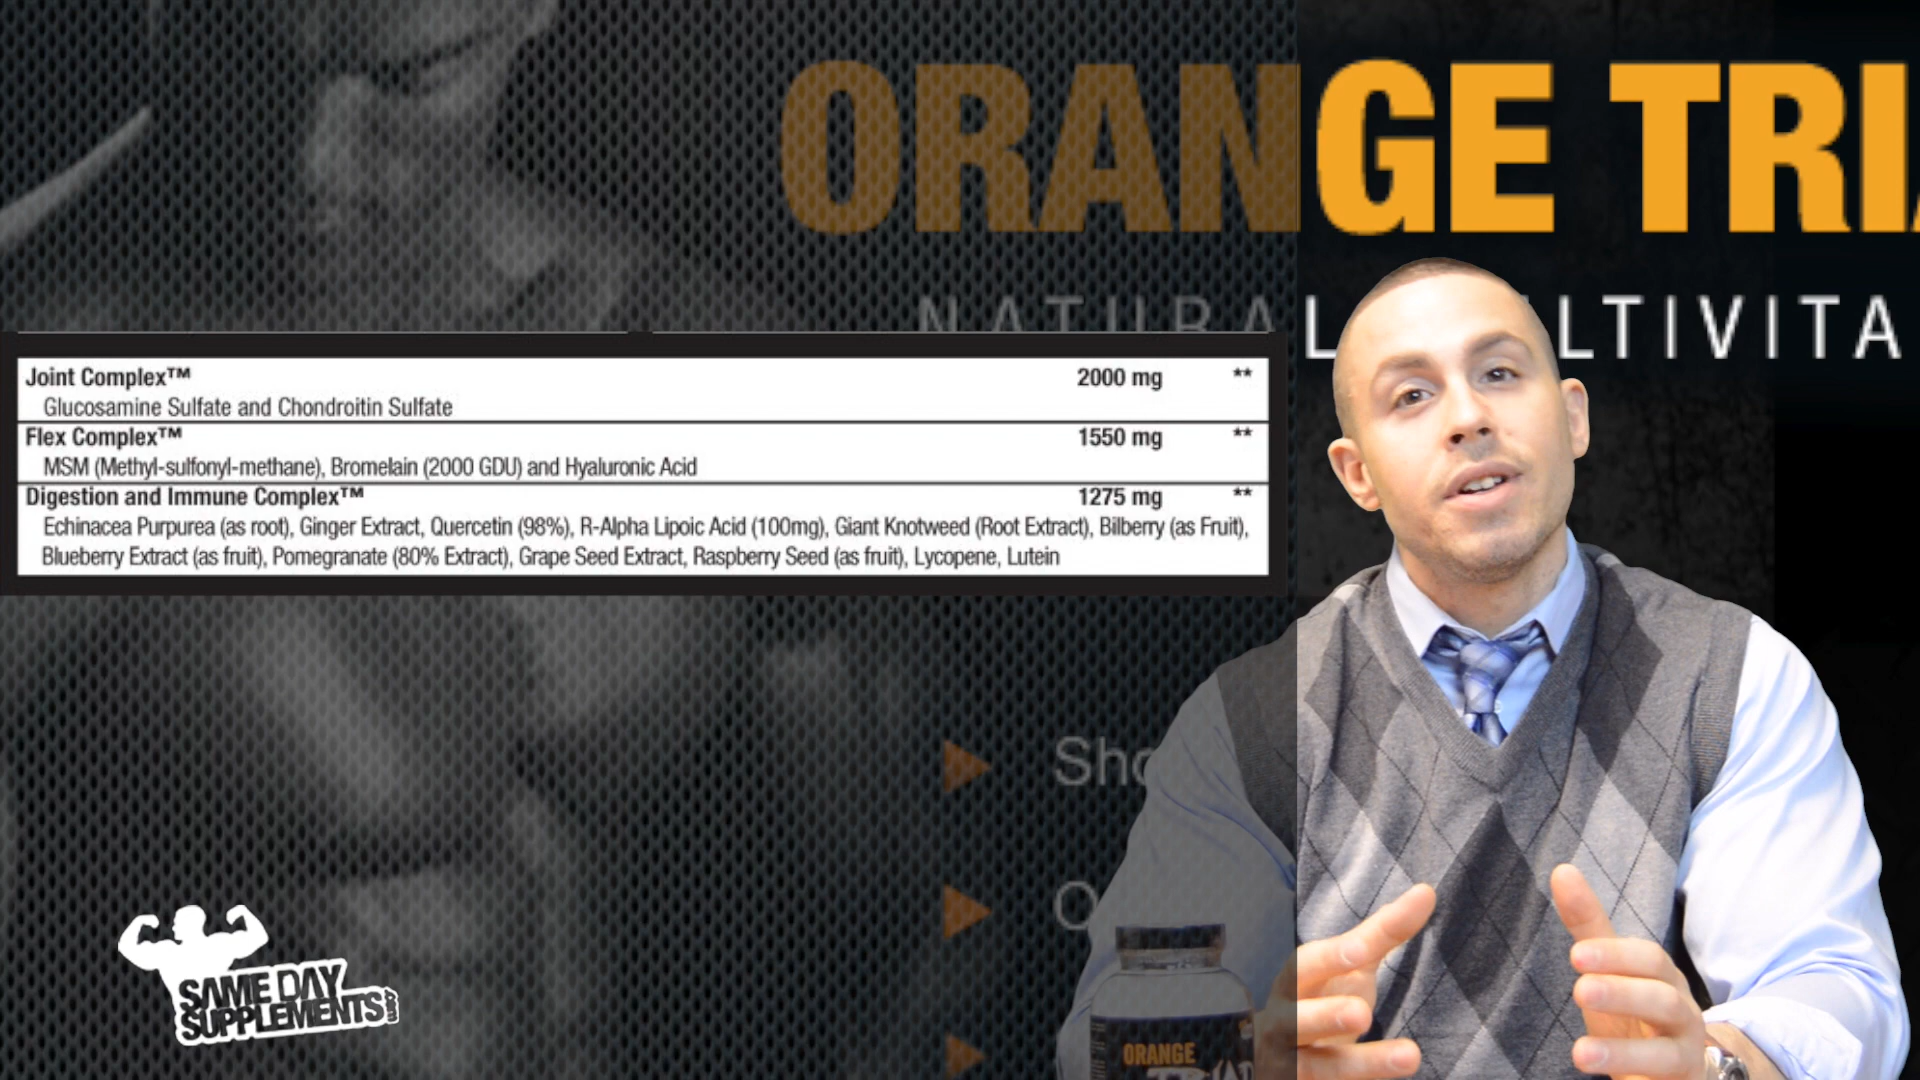 ORANGE TRI
NATURAL LTIVITA
Joint Complex™ 2000 mg **
Glucosamine Sulfate and Chondroitin Sulfate
Flex Complex™ 1550 mg **
MSM (Methyl-sulfonyl-methane), Bromelain (2000 GDU) and Hyaluronic Acid
Digestion and Immune Complex™ 1275 mg **
Echinacea Purpurea (as root), Ginger Extract, Quercetin (98%), R-Alpha Lipoic Acid (100mg), Giant Knotweed (Root Extract), Bilberry (as Fruit),
Blueberry Extract (as fruit), Pomegranate (80% Extract), Grape Seed Extract, Raspberry Seed (as fruit), Lycopene, Lutein
Sho
O
SAME DAY
SUPPLEMENTS
ORANGE